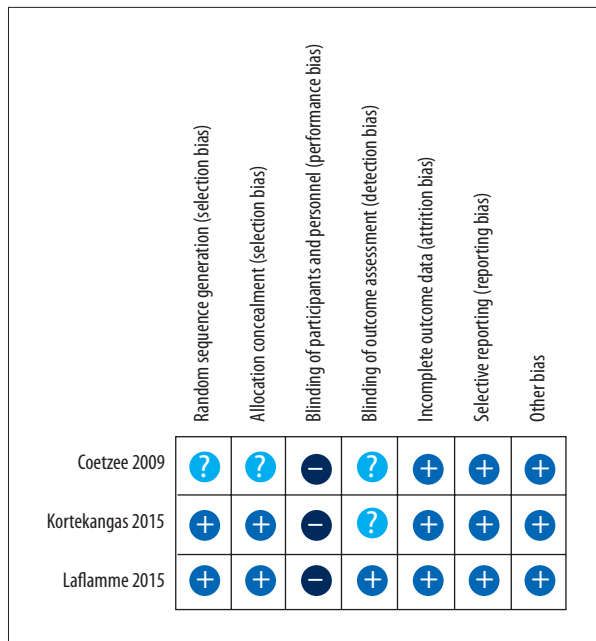 Random sequence generation (selection bias)
Allocation concealment (selection bias)
Blinding of participants and personnel (performance bias)
Blinding of outcome assessment (detection bias)
Incomplete outcome data (attrition bias)
Selective reporting (reporting bias)
Other bias
Coetzee 2009 ? ? − ? + + +
Kortekangas 2015 + + − ? + + +
Laflamme 2015 + + − + + + +